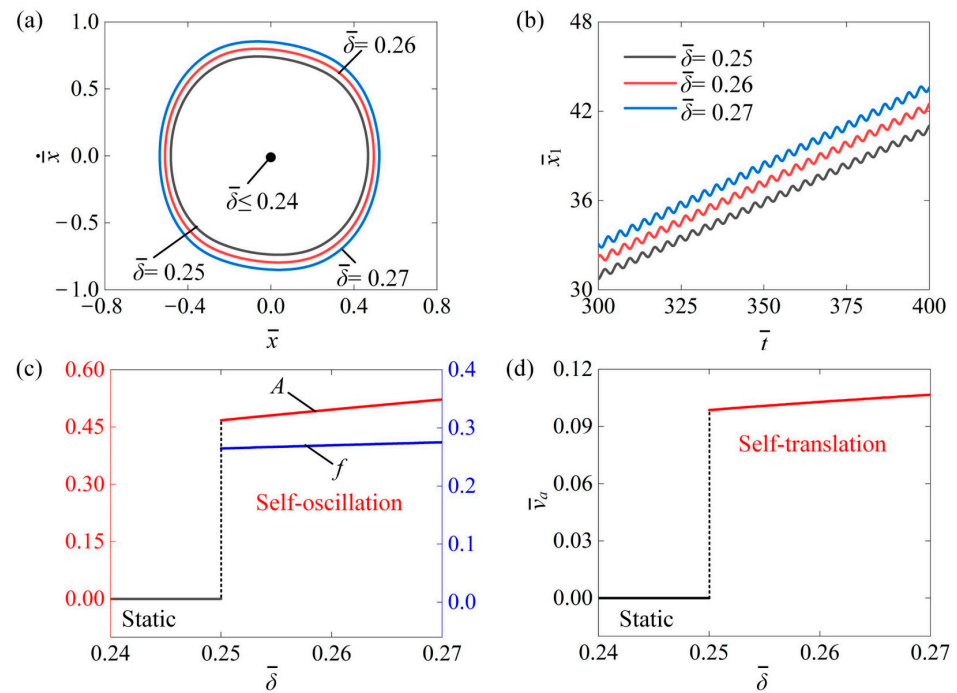 (a)
1.0
0.5
0.0
−0.5
−1.0
ẋ̄
δ̄= 0.26
δ̄≤ 0.24
δ̄= 0.25
δ̄= 0.27
−0.8
−0.4
0.0
0.4
0.8
x̄
(b)
48
42
36
30
x̄₁
δ̄= 0.25
δ̄= 0.26
δ̄= 0.27
300
325
350
375
400
t̄
(c)
0.60
0.45
0.30
0.15
0.00
0.4
0.3
0.2
0.1
0.0
A
f
Self-oscillation
Static
0.24
0.25
0.26
0.27
δ̄
(d)
0.12
0.09
0.06
0.03
0.00
v̄ₐ
Self-translation
Static
0.24
0.25
0.26
0.27
δ̄